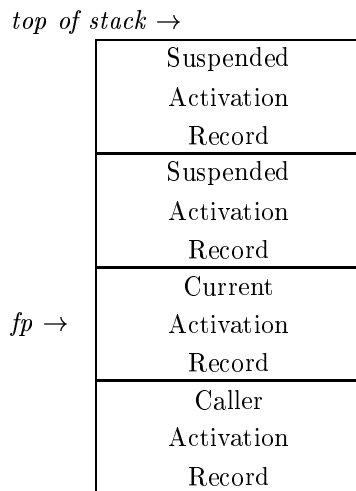 top of stack →
Suspended
Activation
Record
Suspended
Activation
Record
Current
fp → Activation
Record
Caller
Activation
Record